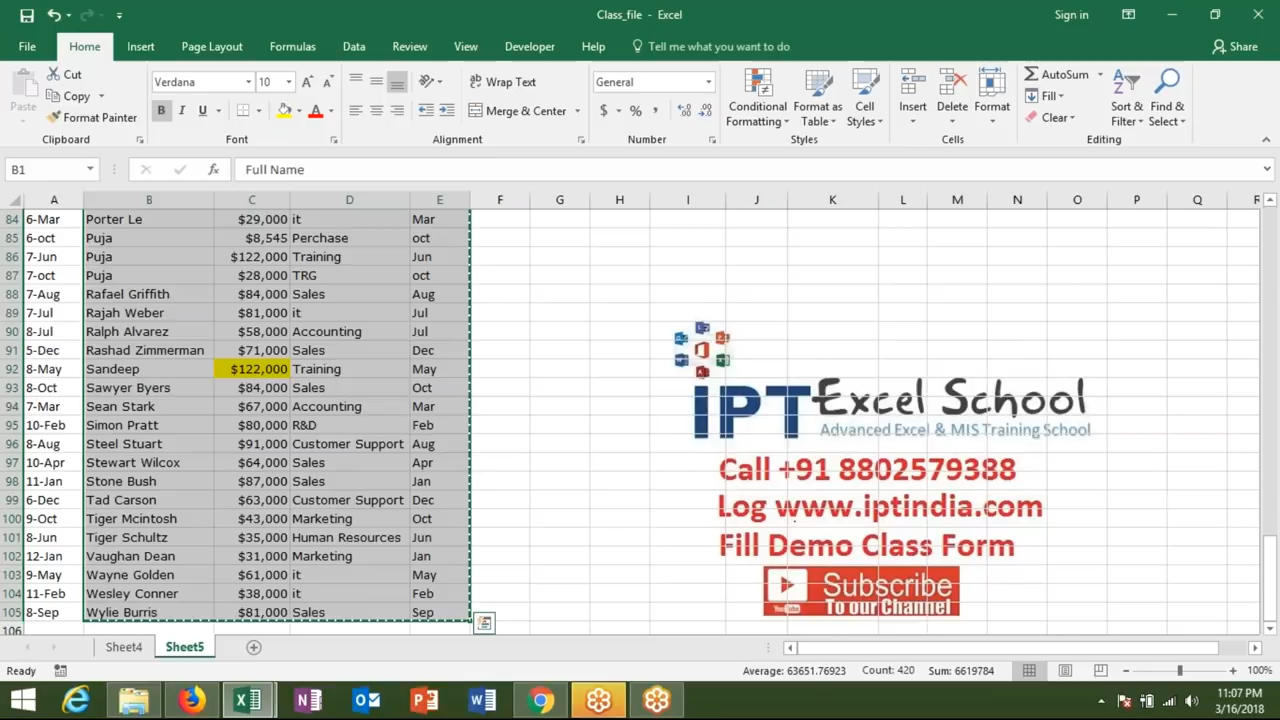 Class_file - Excel
Sign in
File Home Insert Page Layout Formulas Data Review View Developer Help Tell me what you want to do Share
Paste Cut Copy Format Painter
Verdana 10 Wrap Text General
B I U A Merge & Center $ % ,
Conditional Formatting Format as Table Cell Styles
Insert Delete Format
AutoSum Fill Clear Sort & Filter Find & Select
Clipboard Font Alignment Number Styles Cells Editing
B1 fx Full Name
A B C D E F G H I J K L M N O P Q R
84 6-Mar Porter Le $29,000 it Mar
85 6-oct Puja $8,545 Perchase oct
86 7-Jun Puja $122,000 Training Jun
87 7-oct Puja $28,000 TRG oct
88 7-Aug Rafael Griffith $84,000 Sales Aug
89 7-Jul Rajah Weber $81,000 it Jul
90 8-Jul Ralph Alvarez $58,000 Accounting Jul
91 5-Dec Rashad Zimmerman $71,000 Sales Dec
92 8-May Sandeep $122,000 Training May
93 8-Oct Sawyer Byers $84,000 Sales Oct
94 7-Mar Sean Stark $67,000 Accounting Mar
95 10-Feb Simon Pratt $80,000 R&D Feb
96 8-Aug Steel Stuart $91,000 Customer Support Aug
97 10-Apr Stewart Wilcox $64,000 Sales Apr
98 11-Jan Stone Bush $87,000 Sales Jan
99 6-Dec Tad Carson $63,000 Customer Support Dec
100 9-Oct Tiger Mcintosh $43,000 Marketing Oct
101 8-Jun Tiger Schultz $35,000 Human Resources Jun
102 12-Jan Vaughan Dean $31,000 Marketing Jan
103 9-May Wayne Golden $61,000 it May
104 11-Feb Wesley Conner $38,000 it Feb
105 8-Sep Wylie Burris $81,000 Sales Sep
106
IPT Excel School
Advanced Excel & MIS Training School
Call +91 8802579388
Log www.iptindia.com
Fill Demo Class Form
Subscribe
To our Channel
YouTube
Sheet4 Sheet5
Ready Average: 63651.76923 Count: 420 Sum: 6619784 100%
11:07 PM
3/16/2018